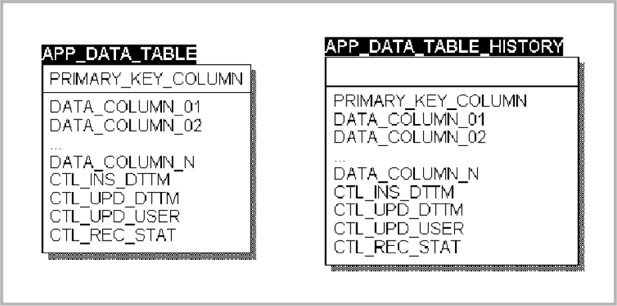 APP_DATA_TABLE
PRIMARY_KEY_COLUMN
DATA_COLUMN_01
DATA_COLUMN_02
...
DATA_COLUMN_N
CTL_INS_DTTM
CTL_UPD_DTTM
CTL_UPD_USER
CTL_REC_STAT
APP_DATA_TABLE_HISTORY
PRIMARY_KEY_COLUMN
DATA_COLUMN_01
DATA_COLUMN_02
...
DATA_COLUMN_N
CTL_INS_DTTM
CTL_UPD_DTTM
CTL_UPD_USER
CTL_REC_STAT